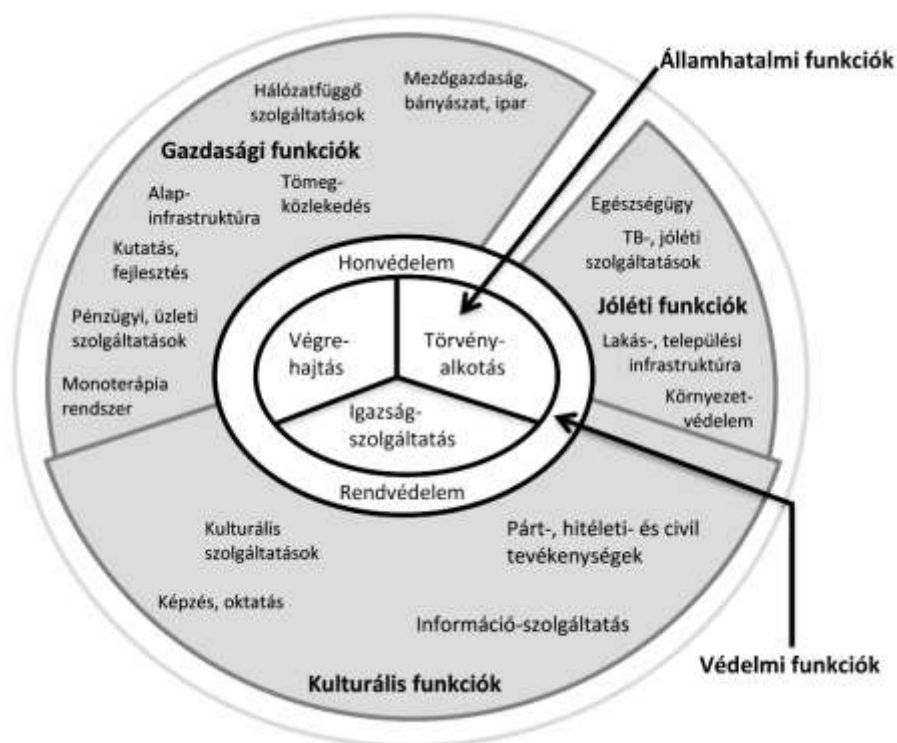 Államhatalmi funkciók
Hálózatfüggő
szolgáltatások
Mezőgazdaság,
bányászat, ipar
Gazdasági funkciók
Alap-
infrastruktúra
Tömeg-
közlekedés
Kutatás,
fejlesztés
Pénzügyi, üzleti
szolgáltatások
Monoterápia
rendszer
Egészségügy
TB-, jóléti
szolgáltatások
Jóléti funkciók
Lakás-, települési
infrastruktúra
Környezet-
védelem
Honvédelem
Végre-
hajtás
Törvény-
alkotás
Igazság-
szolgáltatás
Rendvédelem
Kulturális
szolgáltatások
Párt-, hitéleti- és civil
tevékenységek
Képzés, oktatás
Információ-szolgáltatás
Kulturális funkciók
Védelmi funkciók